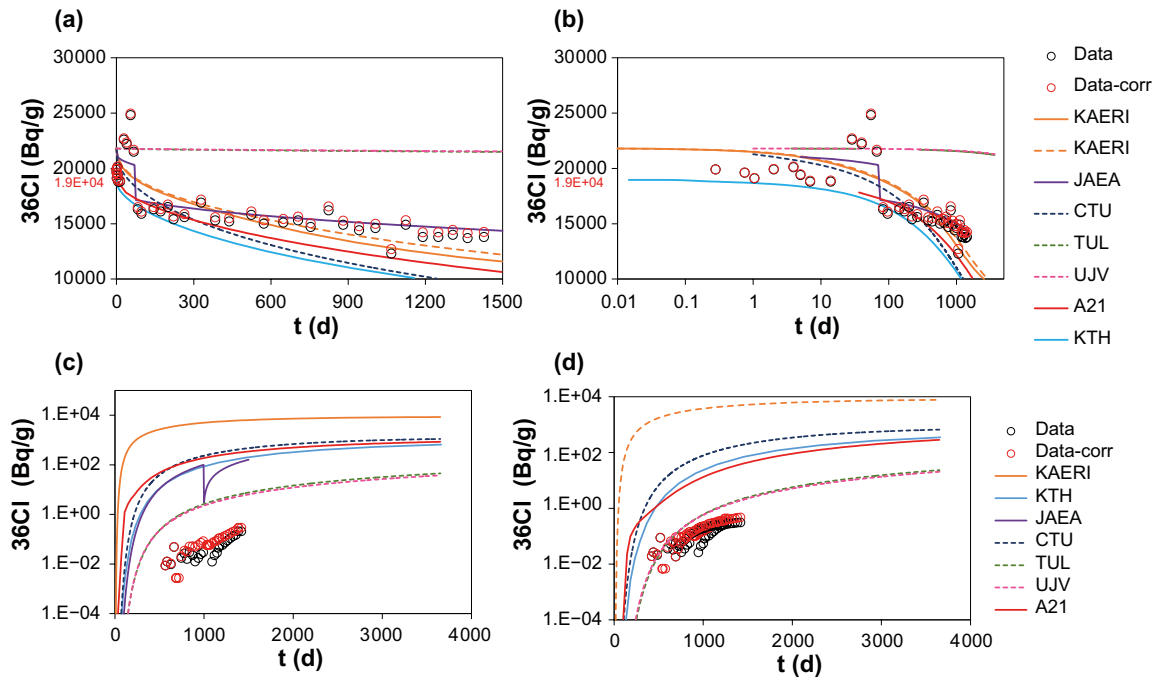 (a)
36Cl (Bq/g)
30000
25000
20000
1.9E+04
15000
10000
0
300
600
900
1200
1500
t (d)
(b)
36Cl (Bq/g)
30000
25000
20000
1.9E+04
15000
10000
0.01
0.1
1
10
100
1000
t (d)
Data
Data-corr
KAERI
KAERI
JAEA
CTU
TUL
UJV
A21
KTH
(c)
36Cl (Bq/g)
1.E+04
1.E+02
1.E+00
1.E−02
1.E−04
0
1000
2000
3000
4000
t (d)
(d)
36Cl (Bq/g)
1.E+04
1.E+02
1.E+00
1.E−02
1.E−04
0
1000
2000
3000
4000
t (d)
Data
Data-corr
KAERI
KTH
JAEA
CTU
TUL
UJV
A21